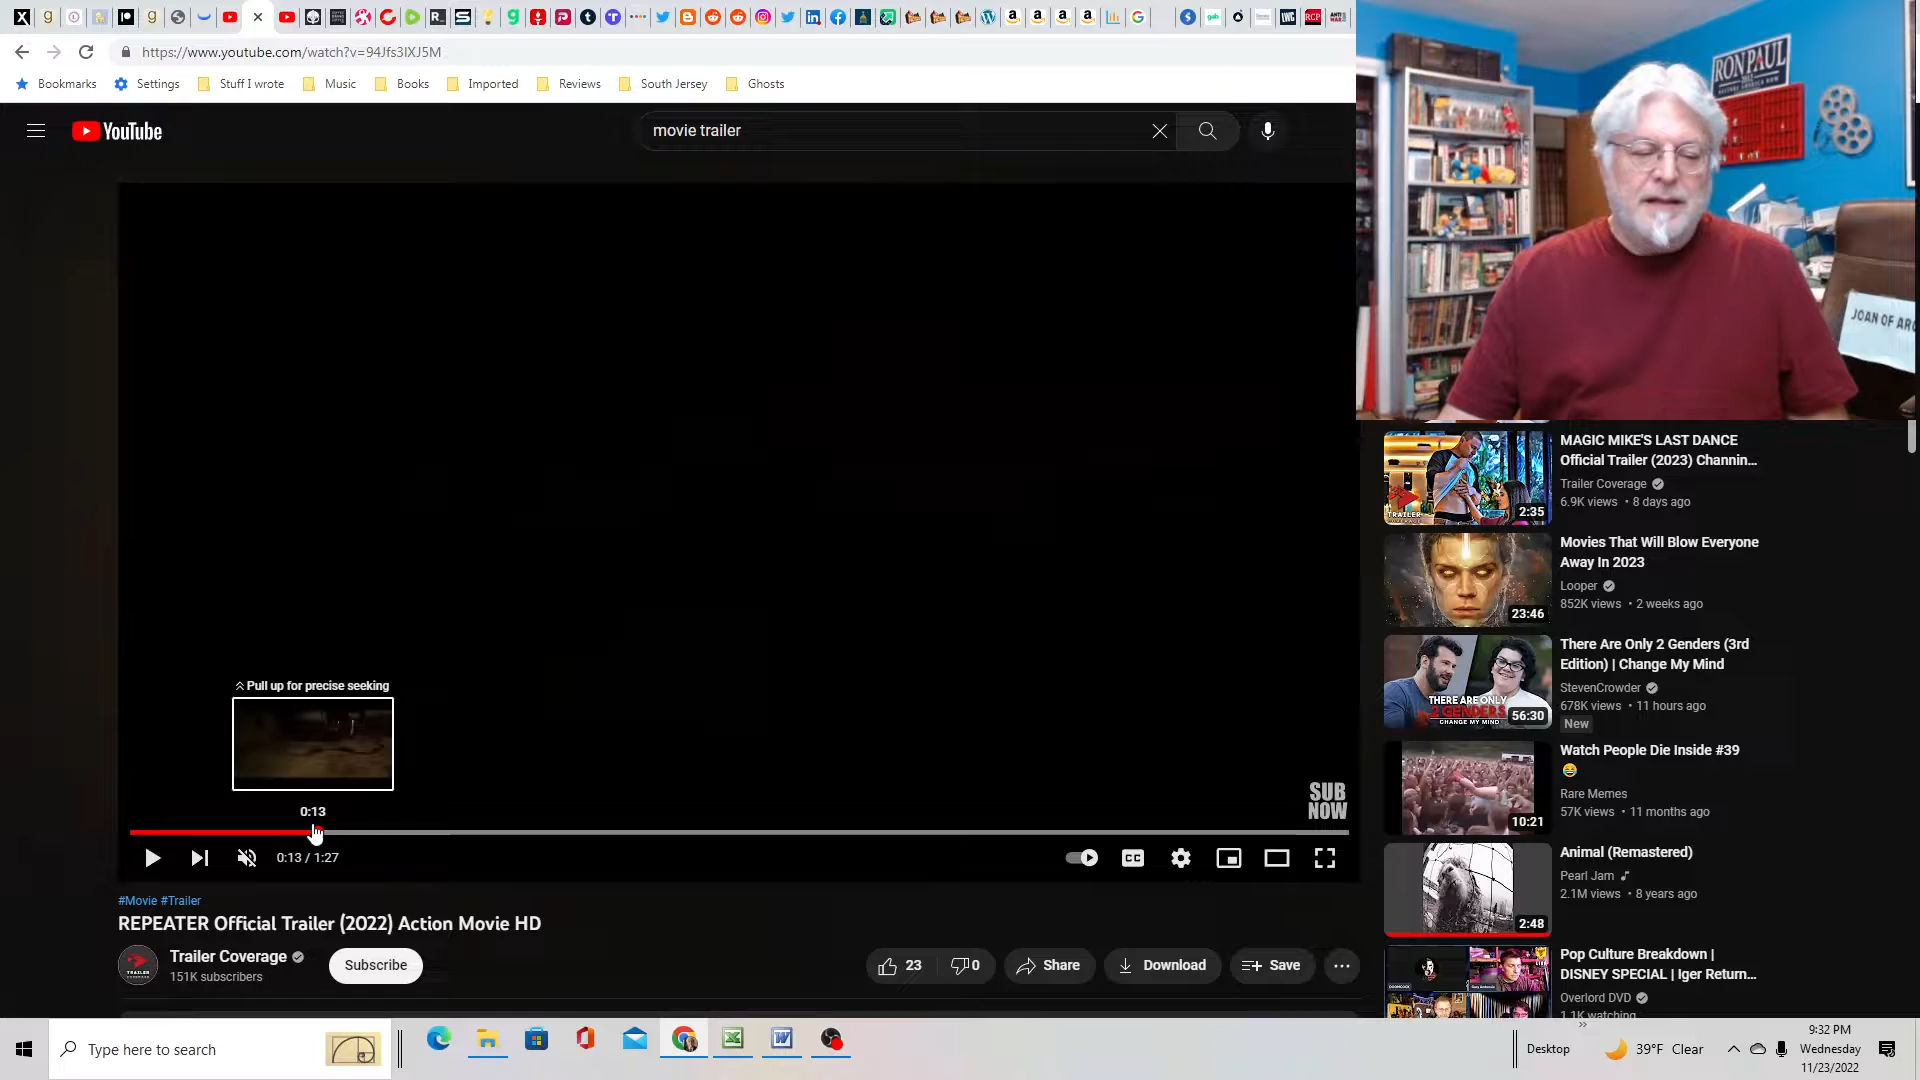 https://www.youtube.com/watch?v=94Jfs3lXJ5M
Bookmarks
Settings
Stuff I wrote
Music
Books
Imported
Reviews
South Jersey
Ghosts
YouTube
movie trailer
RON PAUL
JOAN OF ARC
Pull up for precise seeking
0:13
SUB
NOW
0:13 / 1:27
CC
#Movie #Trailer
REPEATER Official Trailer (2022) Action Movie HD
Trailer Coverage
151K subscribers
Subscribe
23
0
Share
Download
Save
MAGIC MIKE'S LAST DANCE
Official Trailer (2023) Channin...
Trailer Coverage
6.9K views • 8 days ago
2:35
Movies That Will Blow Everyone
Away In 2023
Looper
852K views • 2 weeks ago
23:46
There Are Only 2 Genders (3rd
Edition) | Change My Mind
StevenCrowder
678K views • 11 hours ago
New
THERE ARE ONLY
2 GENDERS
CHANGE MY MIND
56:30
Watch People Die Inside #39
😂
Rare Memes
57K views • 11 months ago
10:21
Animal (Remastered)
Pearl Jam
2.1M views • 8 years ago
2:48
Pop Culture Breakdown |
DISNEY SPECIAL | Iger Return...
Overlord DVD
1.1K watching
Type here to search
Desktop
39°F Clear
9:32 PM
Wednesday
11/23/2022